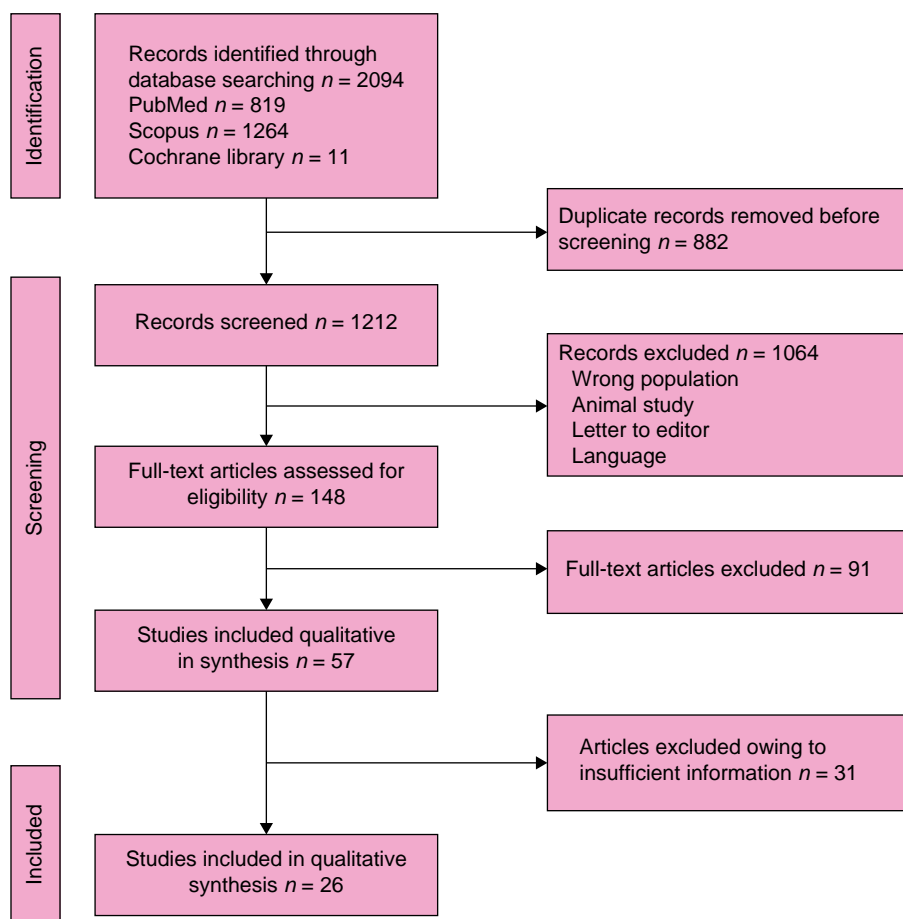 Identification
Records identified through
database searching n = 2094
PubMed n = 819
Scopus n = 1264
Cochrane library n = 11
Duplicate records removed before
screening n = 882
Screening
Records screened n = 1212
Records excluded n = 1064
Wrong population
Animal study
Letter to editor
Language
Full-text articles assessed for
eligibility n = 148
Full-text articles excluded n = 91
Studies included qualitative
in synthesis n = 57
Articles excluded owing to
insufficient information n = 31
Included
Studies included in qualitative
synthesis n = 26